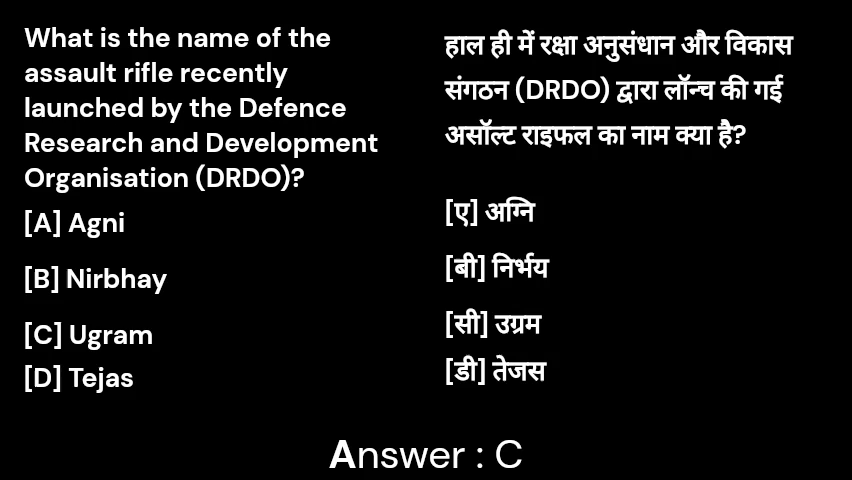 What is the name of the
assault rifle recently
launched by the Defence
Research and Development
Organisation (DRDO)?
[A] Agni
[B] Nirbhay
[C] Ugram
[D] Tejas
हाल ही में रक्षा अनुसंधान और विकास
संगठन (DRDO) द्वारा लॉन्च की गई
असॉल्ट राइफल का नाम क्या है?
[ए] अग्नि
[बी] निर्भय
[सी] उग्रम
[डी] तेजस
Answer : C